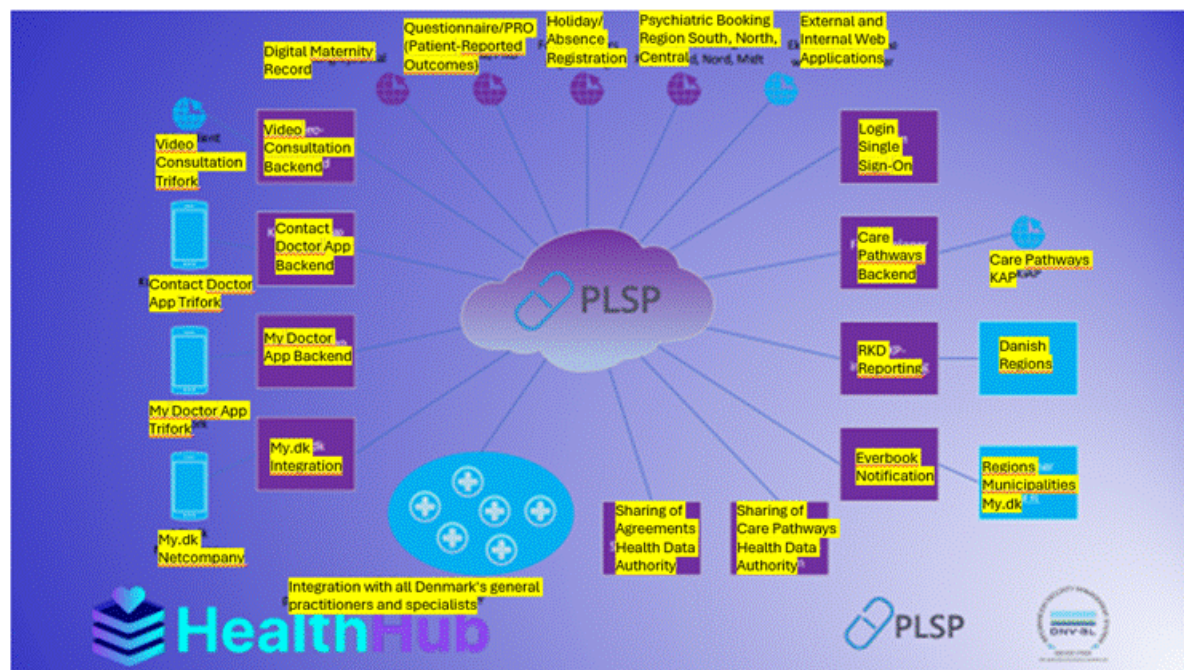 Digital Maternity
Record
Questionnaire/PRO
(Patient-Reported
Outcomes)
Holiday/
Absence
Registration
Psychiatric Booking
Region South, North,
Central
d, Nord, Midt
External and
Internal Web
Applications
Video
Consultation
Trifork
Video
Consultation
Backend
Login
Single
Sign-On
Contact
Doctor App
Backend
Care
Pathways
Backend
Care Pathways
KAP
Contact Doctor
App Trifork
PLSP
My Doctor
App Backend
RKD
Reporting
Danish
Regions
My Doctor App
Trifork
My.dk
Integration
Everbook
Notification
Regions
Municipalities
My.dk
My.dk
Netcompany
Sharing of
Agreements
Health Data
Authority
Sharing of
Care Pathways
Health Data
Authority
Integration with all Denmark's general
practitioners and specialists
HealthHub
PLSP
DNV·GL